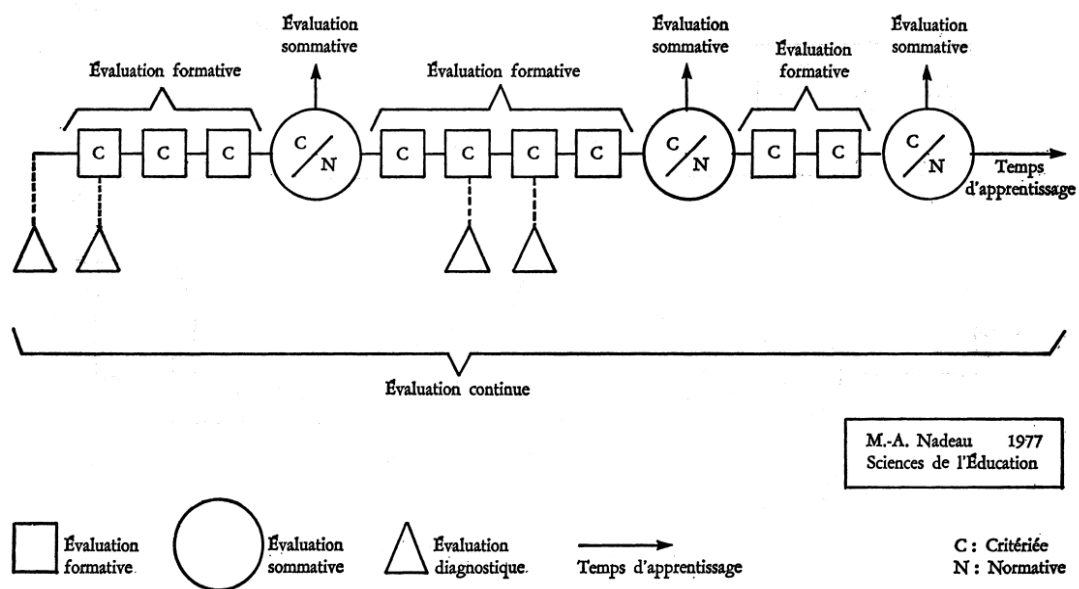 Évaluation
sommative
Évaluation
sommative
Évaluation
sommative
Évaluation formative
Évaluation formative
Évaluation
formative
C
C
C
C/N
C
C
C
C
C/N
C
C
C/N
Temps
d'apprentissage
Évaluation continue
M.-A. Nadeau 1977
Sciences de l'Éducation
Évaluation
formative
Évaluation
sommative
Évaluation
diagnostique
Temps d'apprentissage
C : Critériée
N : Normative